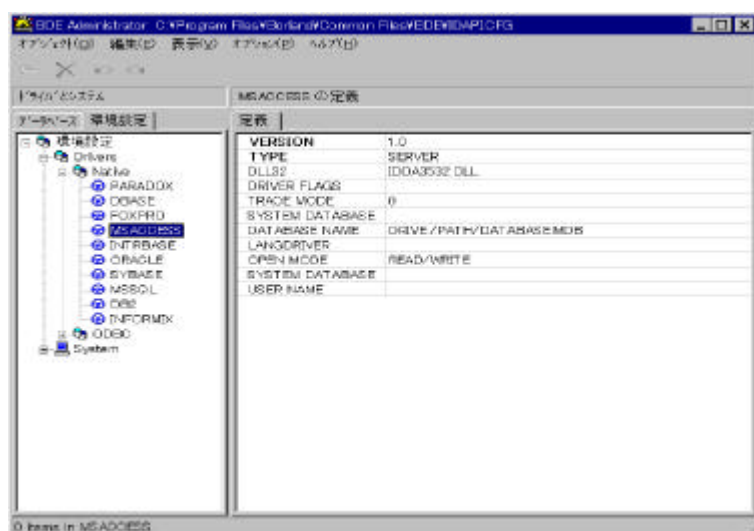 BDE Administrator C:¥Program Files¥Borland¥Common Files¥BDE¥IDAPI.CFG
オブジェクト(O) 編集(E) 表示(V) オプション(P) ヘルプ(H)
ドライバとシステム
MSACCESS の定義
データベース 環境設定
定義
環境設定
Drivers
Native
PARADOX
DBASE
FOXPRO
MSACCESS
INTRBASE
ORACLE
SYBASE
MSSQL
DB2
INFORMIX
ODBC
System
VERSION 1.0
TYPE SERVER
DLL32 IDDA3532.DLL
DRIVER FLAGS
TRACE MODE 0
SYSTEM DATABASE
DATABASE NAME DRIVE:/PATH/DATABASE.MDB
LANGDRIVER
OPEN MODE READ/WRITE
SYSTEM DATABASE
USER NAME
0 items in MSACCESS.